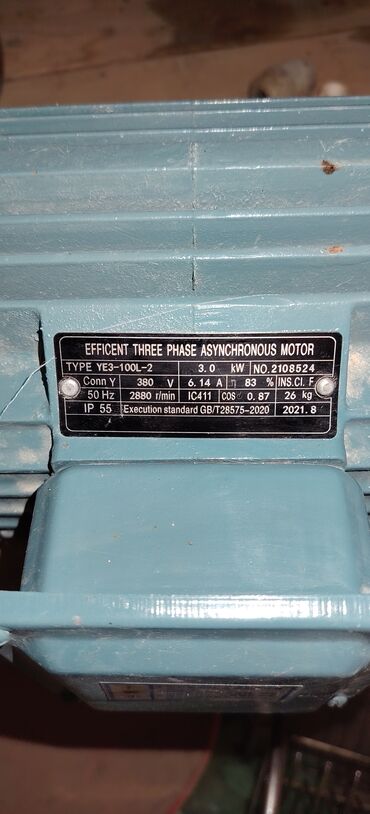 EFFICENT THREE PHASE ASYNCHRONOUS MOTOR
TYPE YE3-100L-2 3.0 kW NO.2108524
Conn Y 380 V 6.14 A η 83 % INS.Cl. F
50 Hz 2880 r/min IC411 COS 0.87 26 kg
IP 55 Execution standard GB/T28575-2020 2021.8